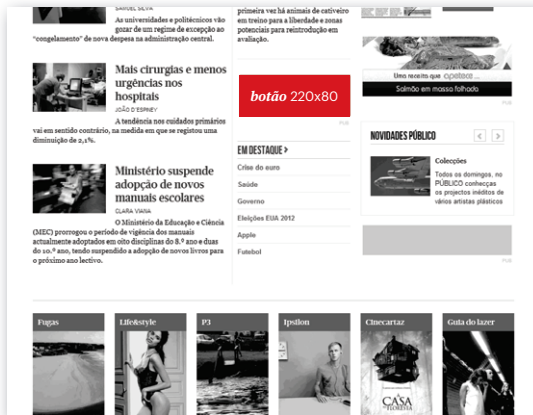 SAMUEL SILVA
As universidades e politécnicos vão
gozar de um regime de excepção ao
"congelamento" de nova despesa na administração central.
Mais cirurgias e menos
urgências nos
hospitais
JOÃO D'ESPINEY
A tendência nos cuidados primários
vai em sentido contrário, na medida em que se registou uma
diminuição de 2,1%.
Ministério suspende
adopção de novos
manuais escolares
CLARA VIANA
O Ministério da Educação e Ciência
(MEC) prorrogou o período de vigência dos manuais
actualmente adoptados em oito disciplinas do 8.º ano e duas
do 10.º ano, tendo suspendido a adopção de novos livros para
o próximo ano lectivo.
primeira vez há animais de cativeiro
em treino para a liberdade e zonas
potenciais para reintrodução em
avaliação.
botão 220x80
PUB
EM DESTAQUE >
Crise do euro
Saúde
Governo
Eleições EUA 2012
Apple
Futebol
Uma receita que apetece ...
Salmão em massa folhada
PUB
NOVIDADES PÚBLICO
< >
Colecções
Todos os domingos, no
PÚBLICO conheças
os projectos inéditos de
vários artistas plásticos
PUB
Fugas
Life&style
P3
Ípsilon
Cinecartaz
Guia do lazer
A
CASA
NA
FLORESTA